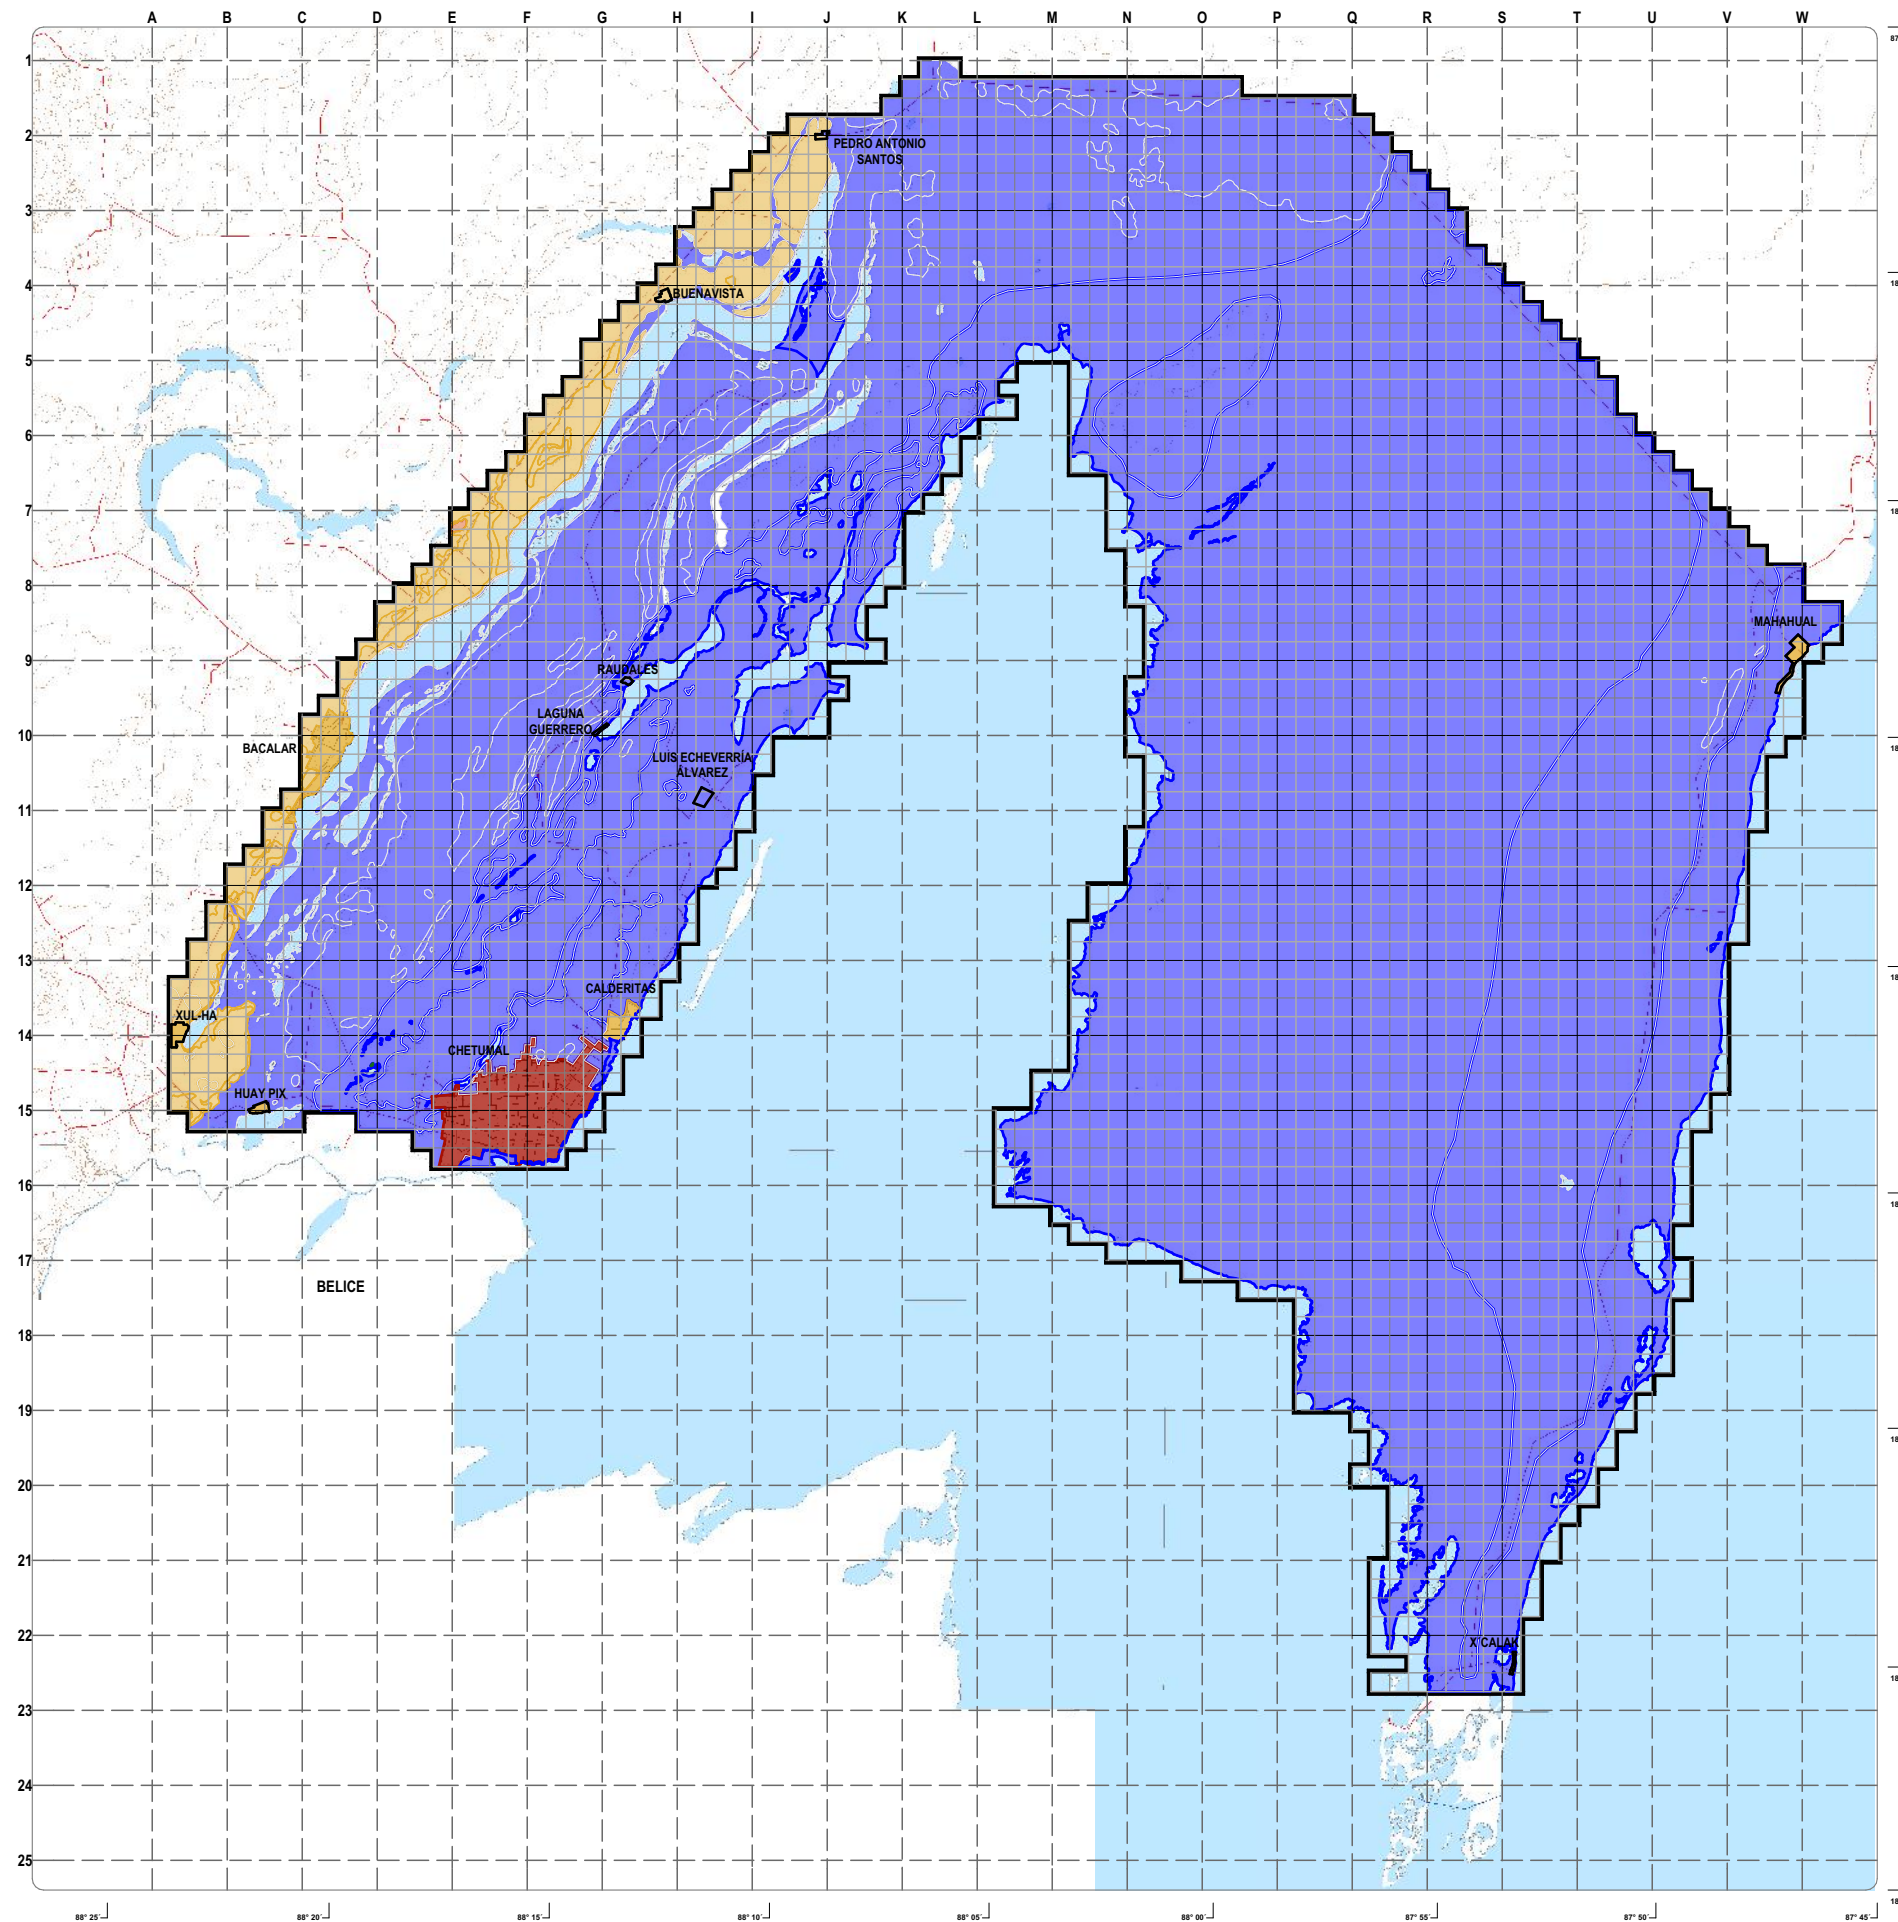 A B C D E F G H I J K L M N O P Q R S T U V W
1
2
PEDRO ANTONIO
SANTOS
3
4
BUENAVISTA
5
6
7
8
MAHAHUAL
9
RAUDALES
LAGUNA
GUERRERO
10
BACALAR
LUIS ECHEVERRÍA
ÁLVAREZ
11
12
13
CALDERITAS
XUL-HA
14
CHETUMAL
HUAY PIX
15
16
17
BELICE
18
19
20
21
22
X'CALAK
23
24
25
88° 25' 88° 20' 88° 15' 88° 10' 88° 05' 88° 00' 87° 55' 87° 50' 87° 45'